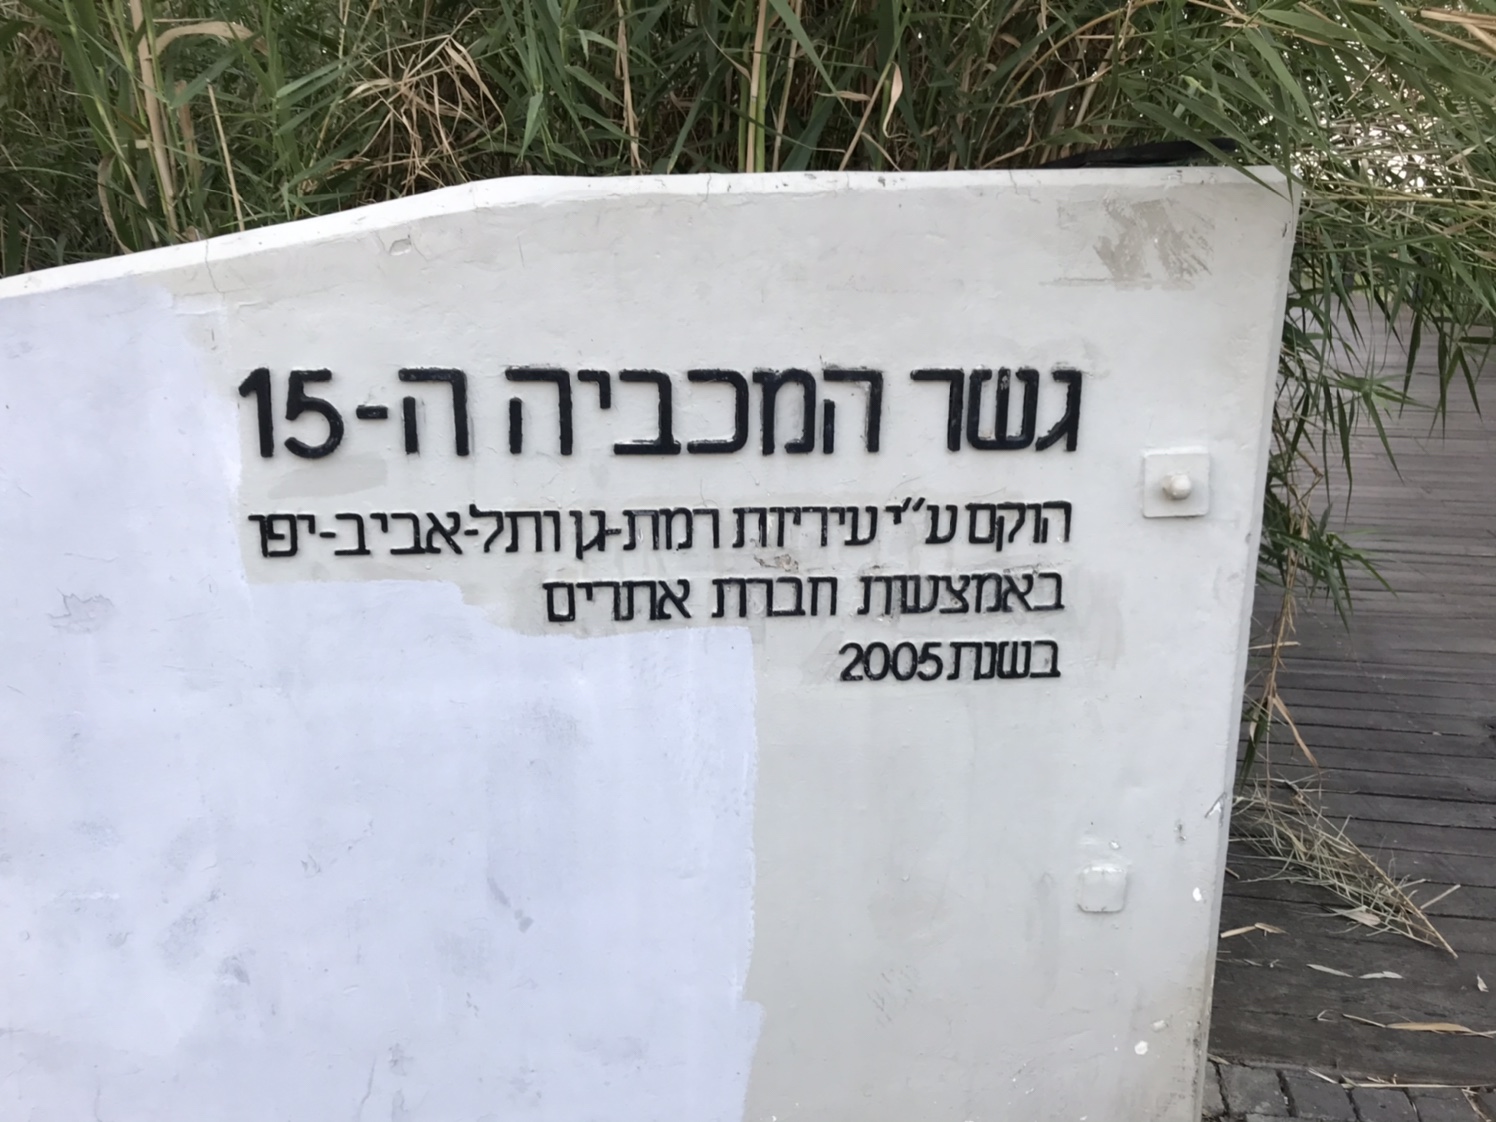 גשר המכביה ה-15
הוקם ע״י עיריות רמת-גן ותל-אביב-יפו
באמצעות חברת אתרים
בשנת 2005